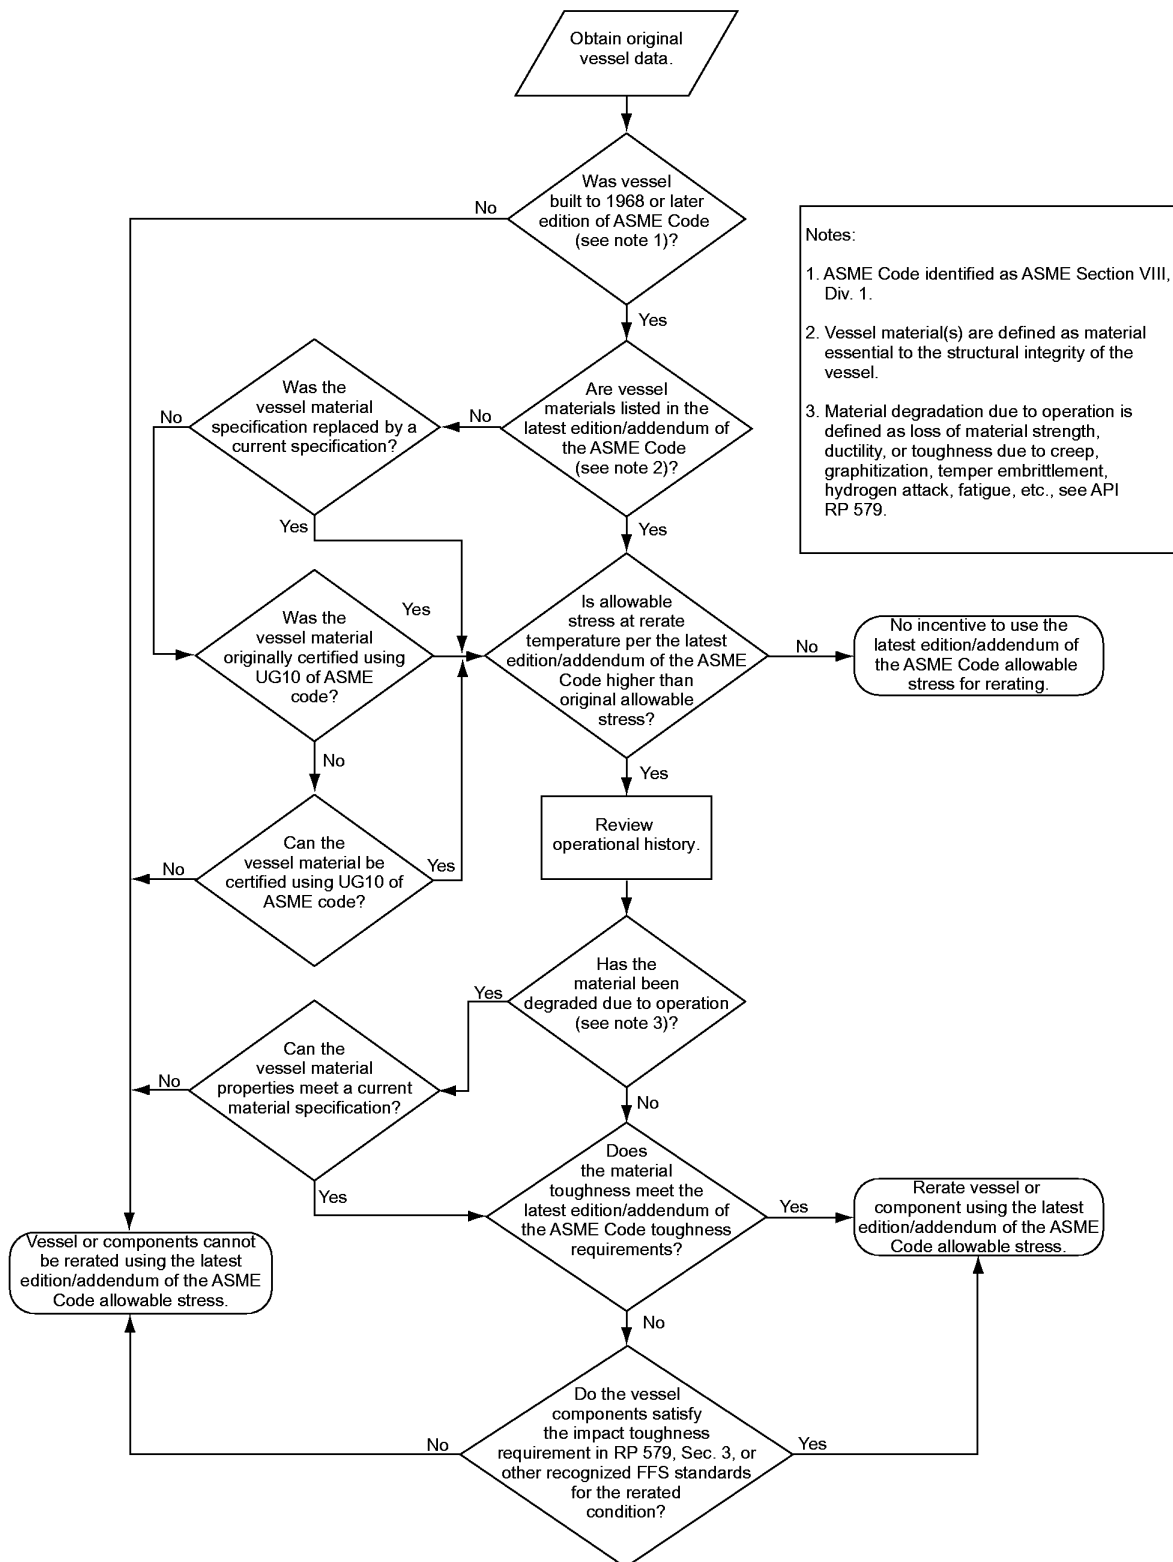 Obtain original
vessel data.
Was vessel
built to 1968 or later
edition of ASME Code
(see note 1)?
No
Yes
Notes:
1. ASME Code identified as ASME Section VIII,
Div. 1.
2. Vessel material(s) are defined as material
essential to the structural integrity of the
vessel.
3. Material degradation due to operation is
defined as loss of material strength,
ductility, or toughness due to creep,
graphitization, temper embrittlement,
hydrogen attack, fatigue, etc., see API
RP 579.
Are vessel
materials listed in the
latest edition/addendum of
the ASME Code
(see note 2)?
No
Yes
Was the
vessel material
specification replaced by a
current specification?
No
Yes
Was the
vessel material
originally certified using
UG10 of ASME
code?
Yes
No
Can the
vessel material be
certified using UG10 of
ASME code?
No
Yes
Is allowable
stress at rerate
temperature per the latest
edition/addendum of the ASME
Code higher than
original allowable
stress?
No
Yes
No incentive to use the
latest edition/addendum of
the ASME Code allowable
stress for rerating.
Review
operational history.
Has the
material been
degraded due to operation
(see note 3)?
Yes
No
Can the
vessel material
properties meet a current
material specification?
No
Yes
Does
the material
toughness meet the
latest edition/addendum of
the ASME Code toughness
requirements?
Yes
No
Rerate vessel or
component using the latest
edition/addendum of the ASME
Code allowable stress.
Vessel or components cannot
be rerated using the latest
edition/addendum of the ASME
Code allowable stress.
Do the vessel
components satisfy
the impact toughness
requirement in RP 579, Sec. 3, or
other recognized FFS standards
for the rerated
condition?
No
Yes